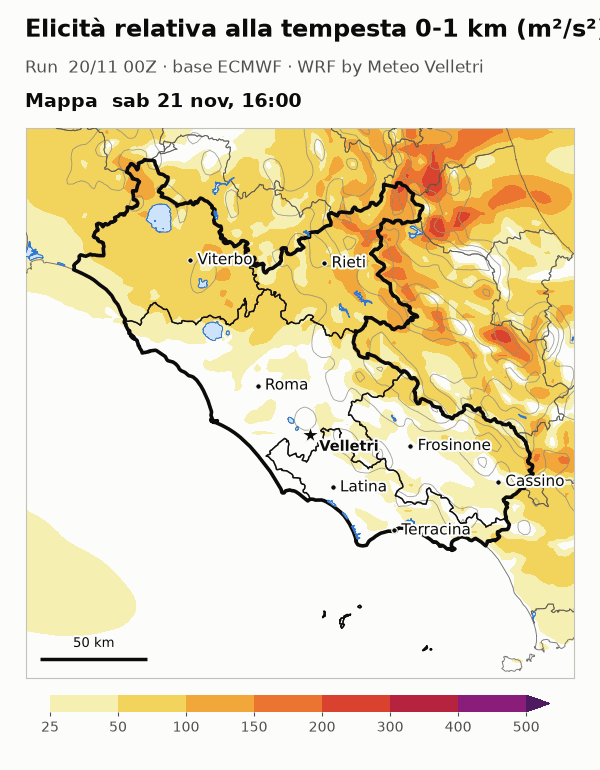 Elicità relativa alla tempesta 0-1 km (m²/s²)
Run 20/11 00Z · base ECMWF · WRF by Meteo Velletri
Mappa sab 21 nov, 16:00
Viterbo
Rieti
Roma
Velletri
Frosinone
Cassino
Latina
Terracina
50 km
25 50 100 150 200 300 400 500